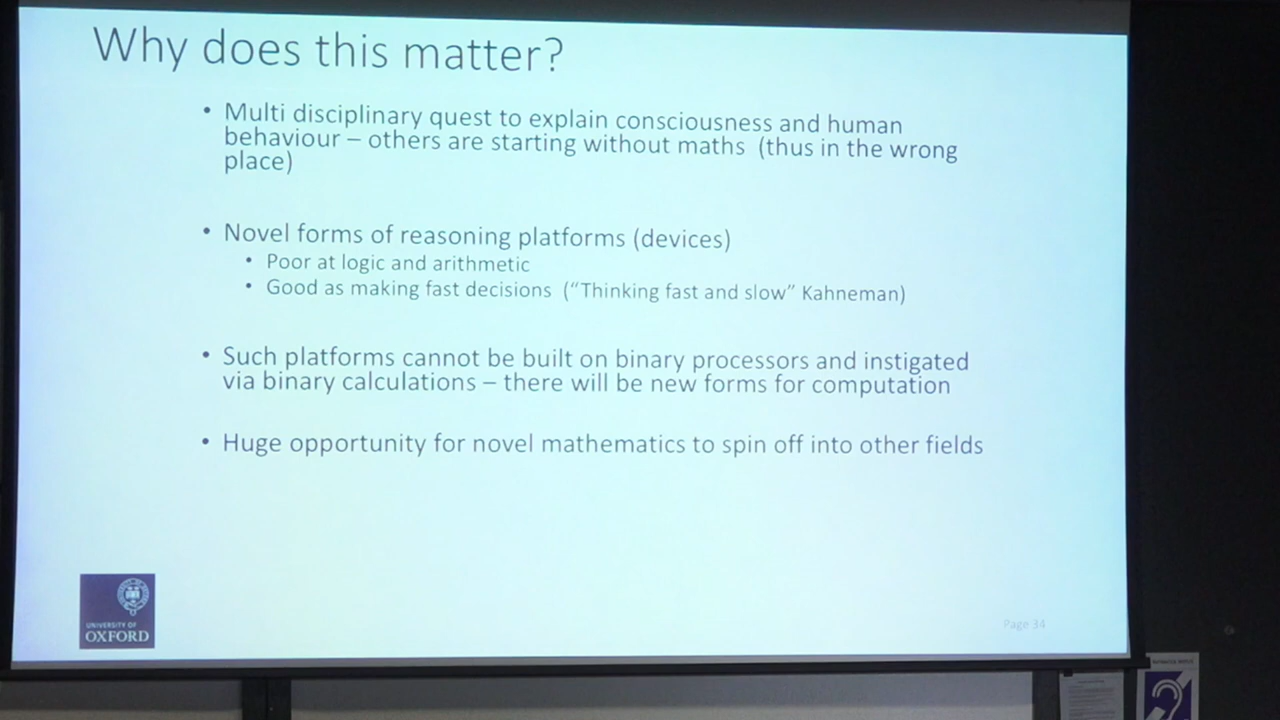 Why does this matter?
• Multi disciplinary quest to explain consciousness and human
behaviour – others are starting without maths (thus in the wrong
place)
• Novel forms of reasoning platforms (devices)
• Poor at logic and arithmetic
• Good as making fast decisions (“Thinking fast and slow” Kahneman)
• Such platforms cannot be built on binary processors and instigated
via binary calculations – there will be new forms for computation
• Huge opportunity for novel mathematics to spin off into other fields
UNIVERSITY OF
OXFORD
Page 34